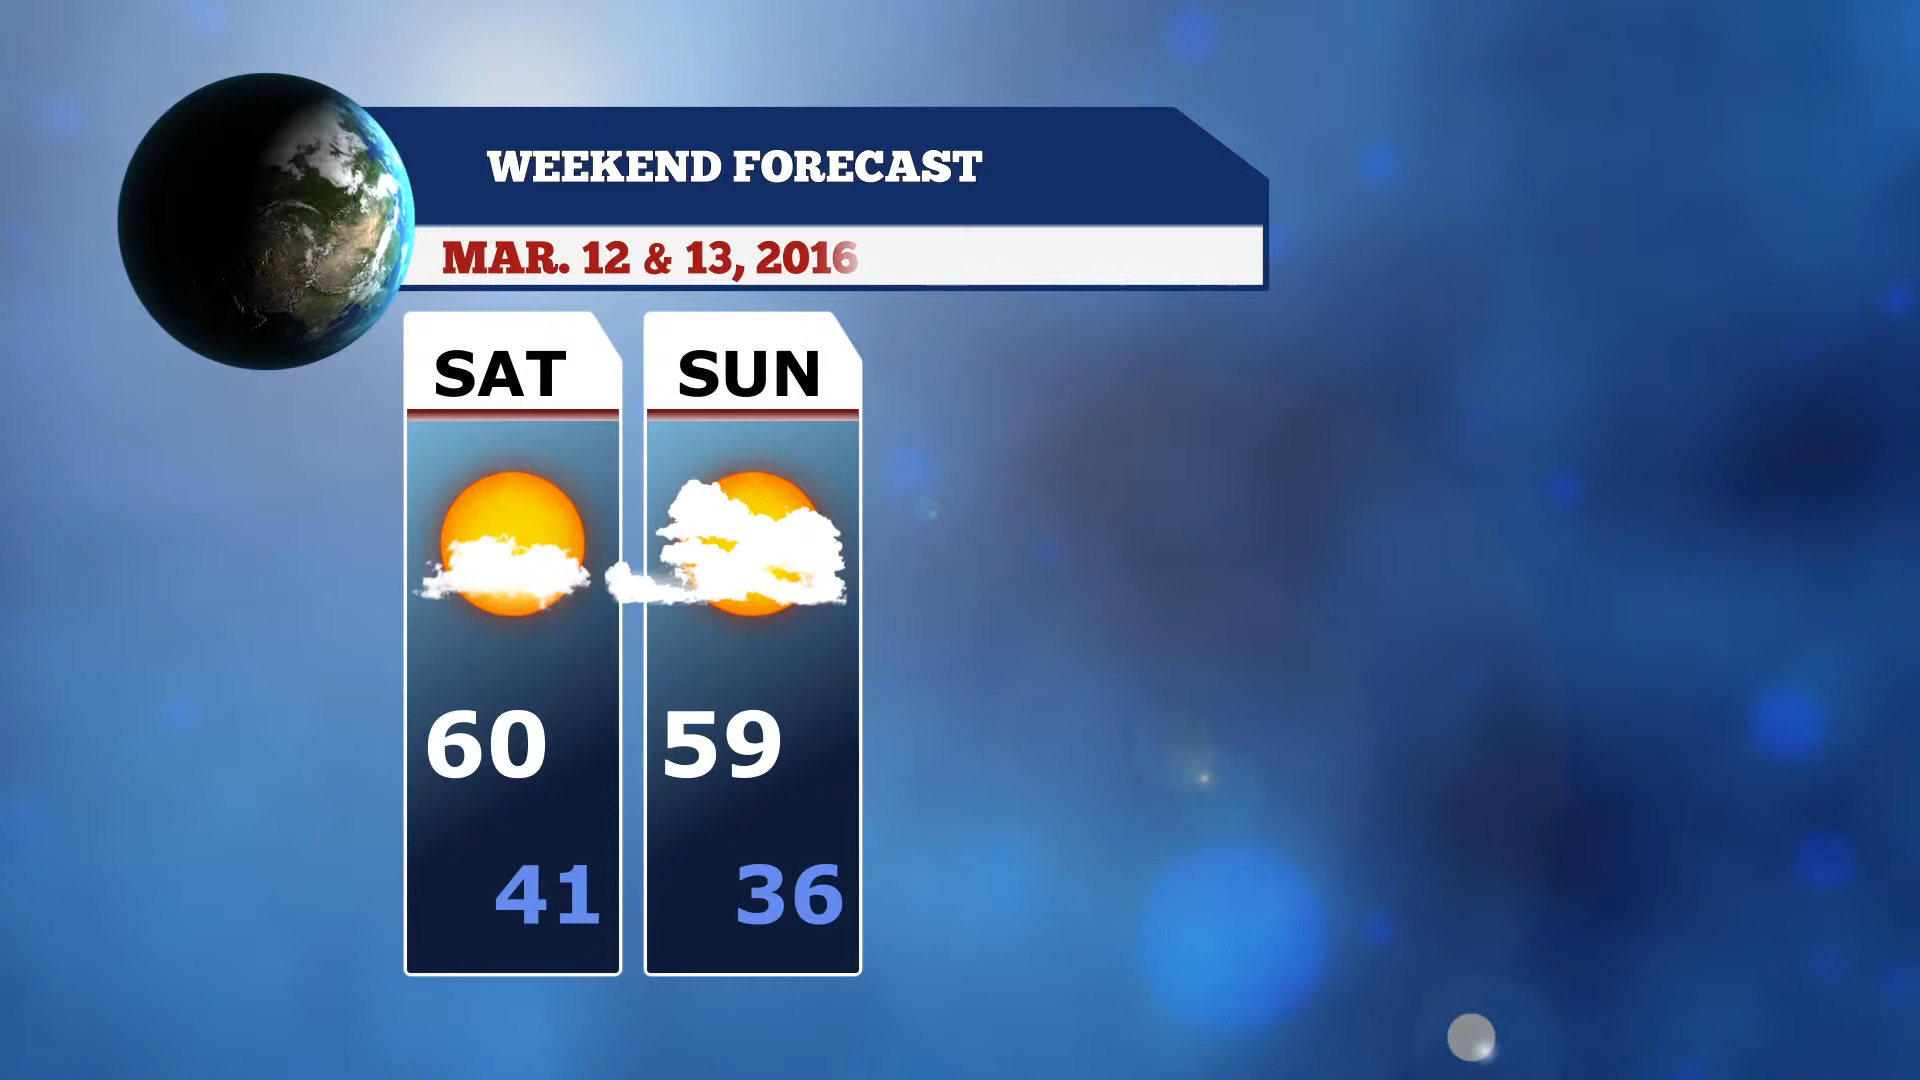 WEEKEND FORECAST
MAR. 12 & 13, 2016
SAT SUN
60 59
41 36